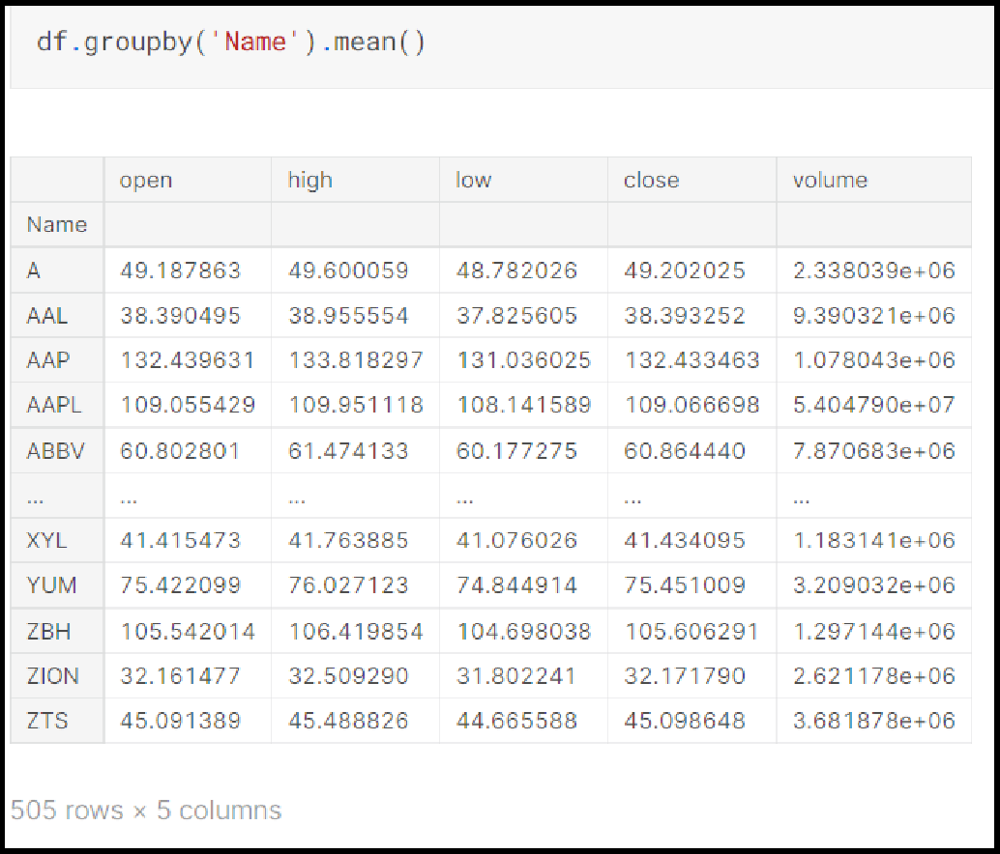 df.groupby('Name').mean()
open high low close volume
Name
A 49.187863 49.600059 48.782026 49.202025 2.338039e+06
AAL 38.390495 38.955554 37.825605 38.393252 9.390321e+06
AAP 132.439631 133.818297 131.036025 132.433463 1.078043e+06
AAPL 109.055429 109.951118 108.141589 109.066698 5.404790e+07
ABBV 60.802801 61.474133 60.177275 60.864440 7.870683e+06
... ... ... ... ... ...
XYL 41.415473 41.763885 41.076026 41.434095 1.183141e+06
YUM 75.422099 76.027123 74.844914 75.451009 3.209032e+06
ZBH 105.542014 106.419854 104.698038 105.606291 1.297144e+06
ZION 32.161477 32.509290 31.802241 32.171790 2.621178e+06
ZTS 45.091389 45.488826 44.665588 45.098648 3.681878e+06
505 rows × 5 columns